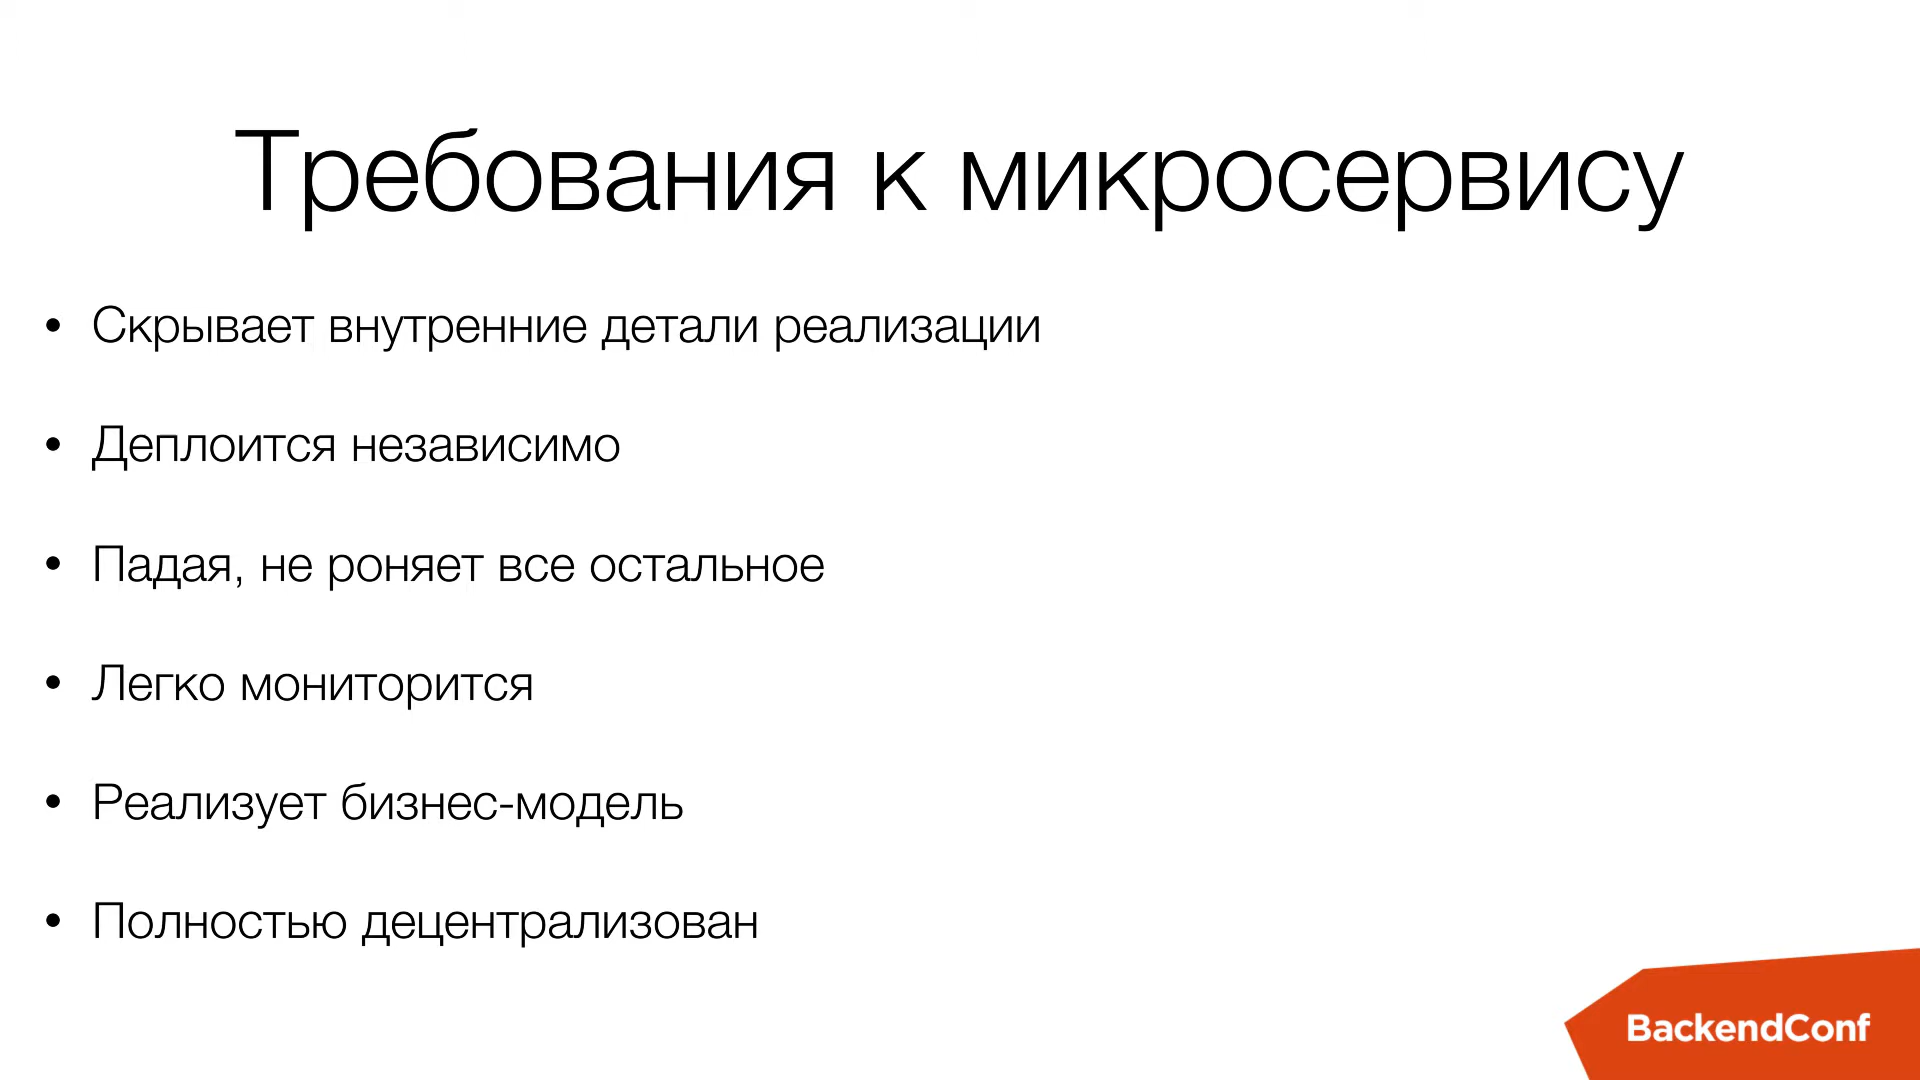 Требования к микросервису
• Скрывает внутренние детали реализации
• Деплоится независимо
• Падая, не роняет все остальное
• Легко мониторится
• Реализует бизнес-модель
• Полностью децентрализован
BackendConf